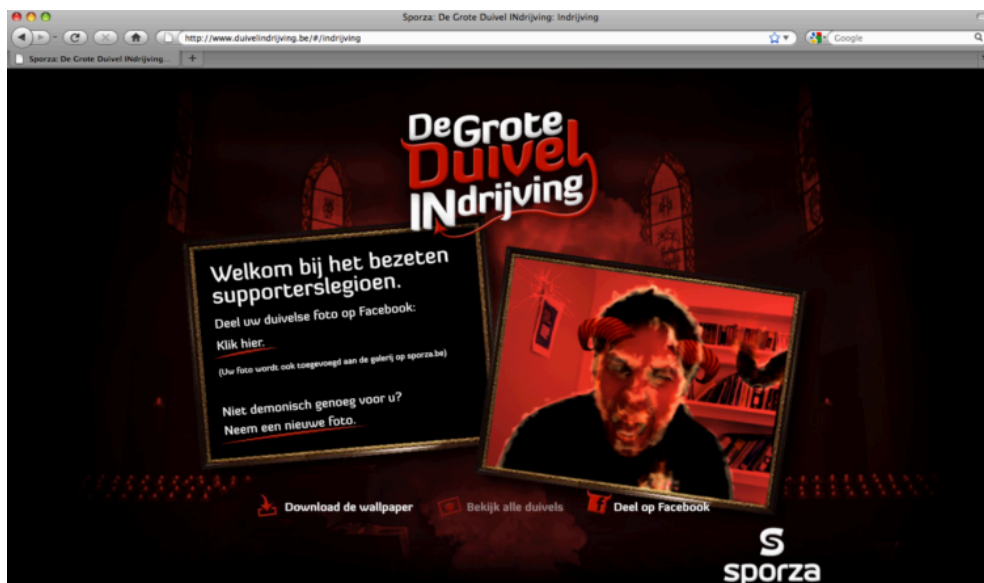 Sporza: De Grote Duivel INdrijving: Indrijving
http://www.duivelindrijving.be/#/indrijving
Google
Sporza: De Grote Duivel INdrijving...
De Grote
Duivel
INdrijving
Welkom bij het bezeten
supporterslegioen.
Deel uw duivelse foto op Facebook:
Klik hier.
(Uw foto wordt ook toegevoegd aan de galerij op sporza.be)
Niet demonisch genoeg voor u?
Neem een nieuwe foto.
Download de wallpaper
Bekijk alle duivels
Deel op Facebook
sporza